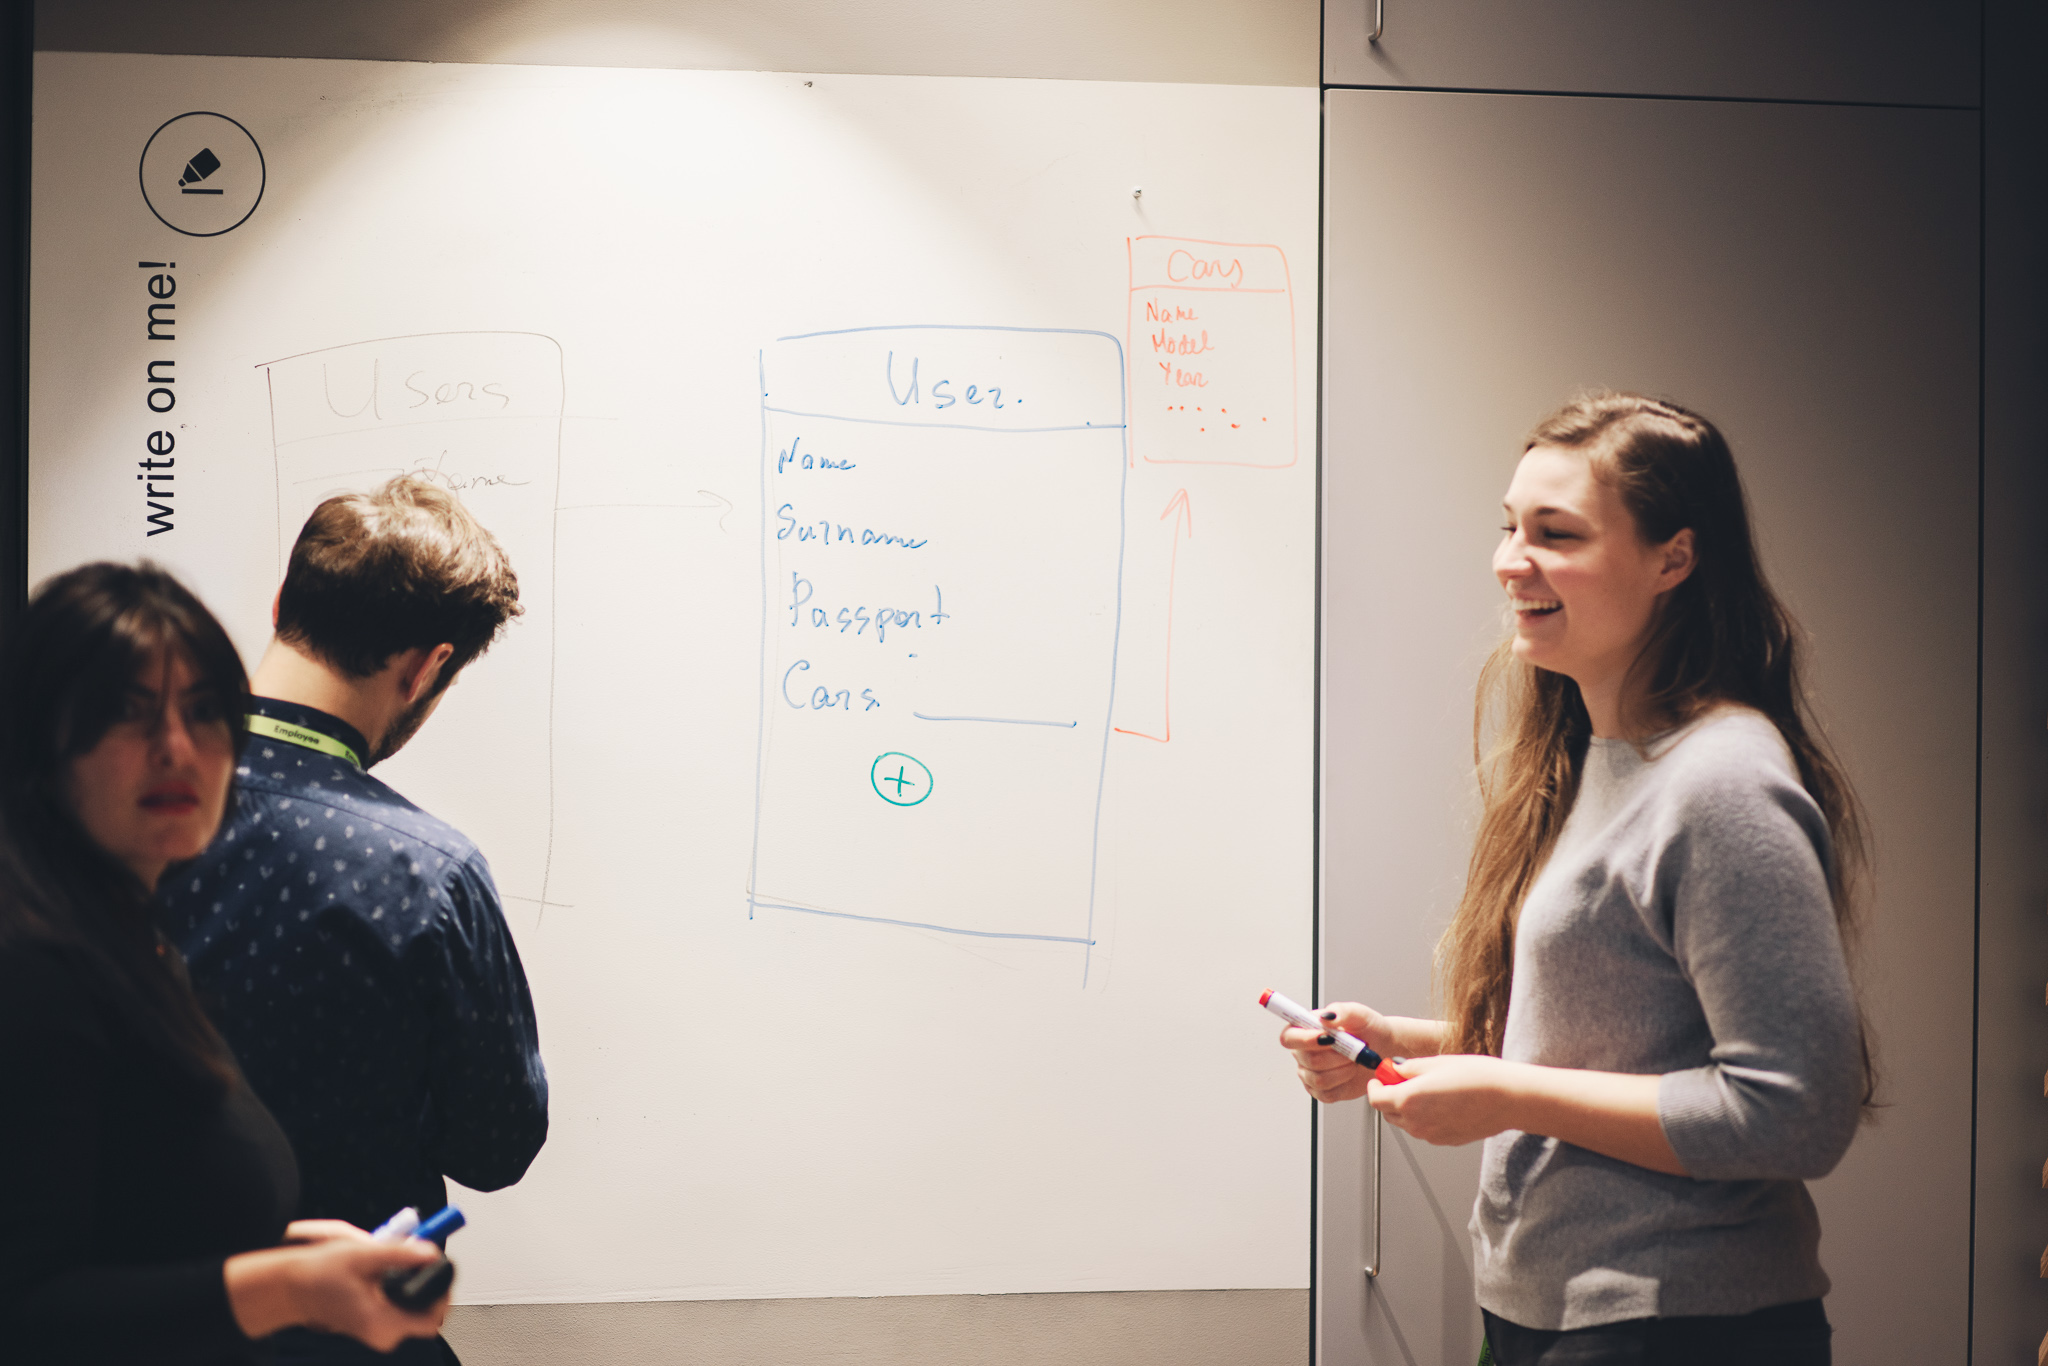 write on me!
Users
Name
User.
Name
Surname
Passport
Cars
+
Cars
Name
Model
Year
Employee